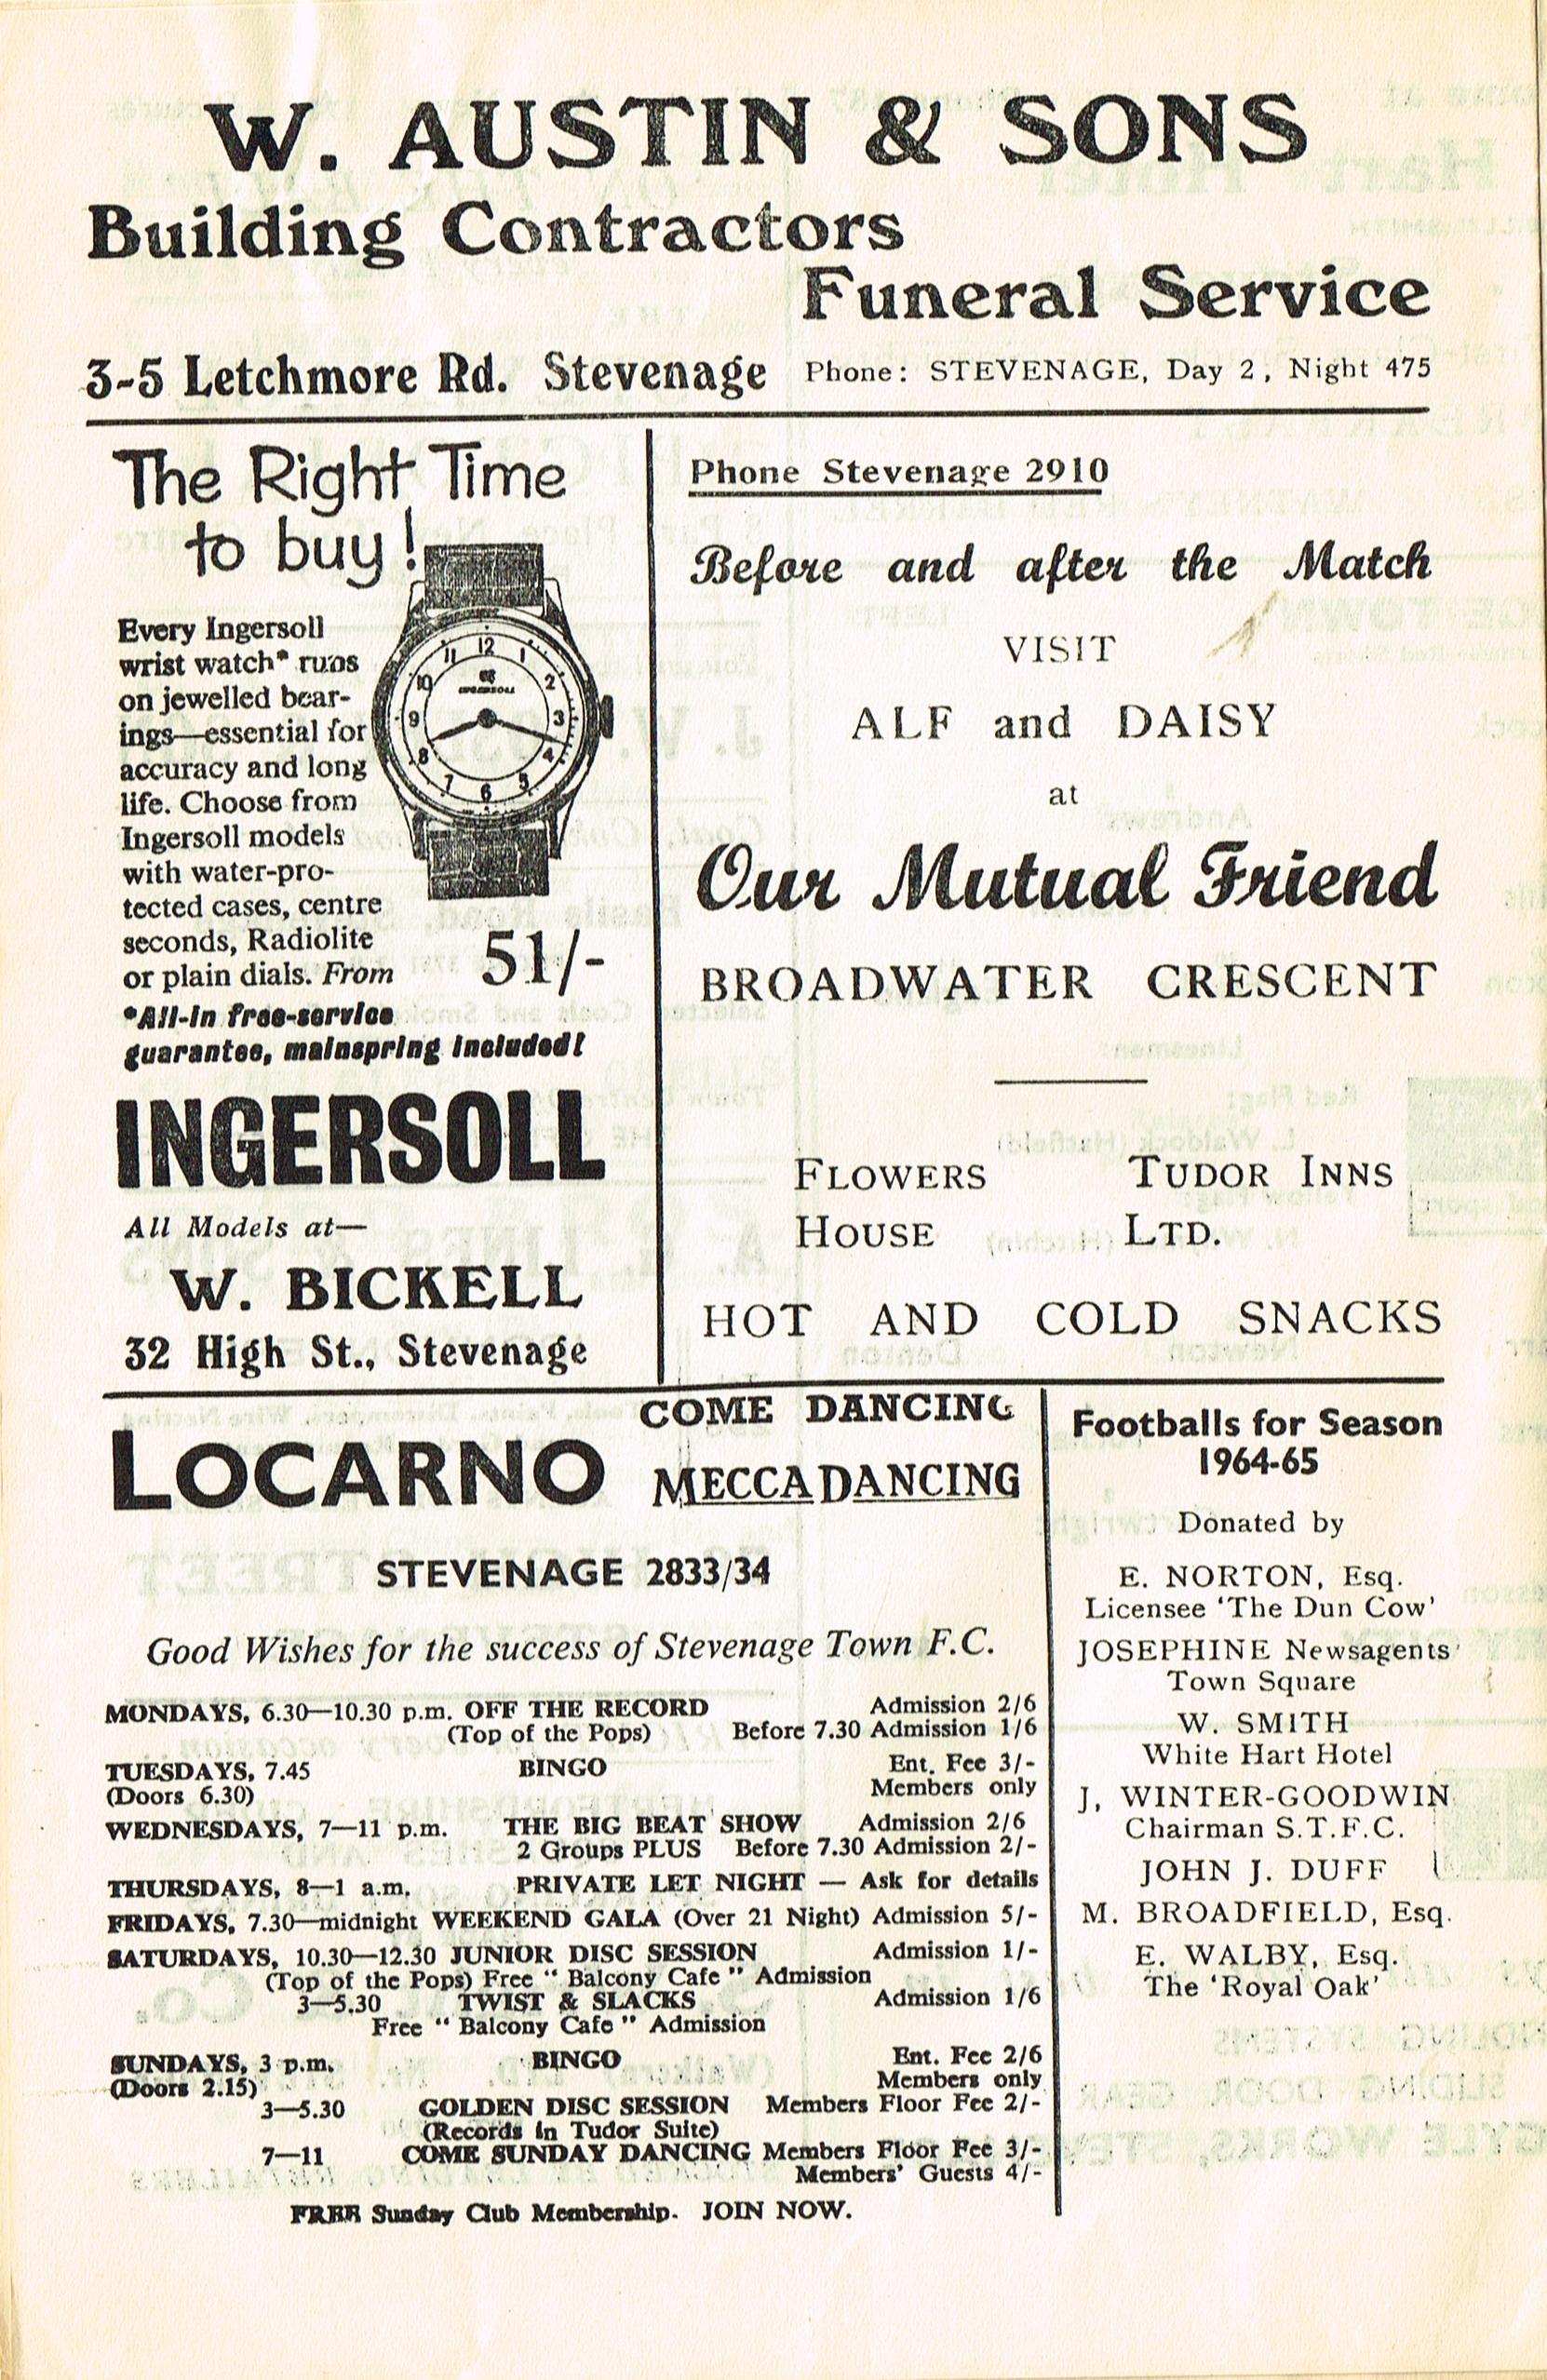 W. AUSTIN & SONS
Building Contractors
Funeral Service
3-5 Letchmore Rd. Stevenage Phone: STEVENAGE, Day 2, Night 475
The Right Time
to buy!
Every Ingersoll
wrist watch* runs
on jewelled bear-
ings—essential for
accuracy and long
life. Choose from
Ingersoll models
with water-pro-
tected cases, centre
seconds, Radiolite
or plain dials. From 51/-
*All-in free-service
guarantee, mainspring included!
12
1
2
3
4
5
6
7
8
9
10
11
INGERSOLL
INGERSOLL
All Models at—
W. BICKELL
32 High St., Stevenage
Phone Stevenage 2910
Before and after the Match
VISIT
ALF and DAISY
at
Our Mutual Friend
BROADWATER CRESCENT
FLOWERS TUDOR INNS
HOUSE LTD.
HOT AND COLD SNACKS
COME DANCING
LOCARNO MECCA DANCING
STEVENAGE 2833/34
Good Wishes for the success of Stevenage Town F.C.
MONDAYS, 6.30—10.30 p.m. OFF THE RECORD Admission 2/6
(Top of the Pops) Before 7.30 Admission 1/6
TUESDAYS, 7.45 BINGO Ent. Fee 3/-
(Doors 6.30) Members only
WEDNESDAYS, 7—11 p.m. THE BIG BEAT SHOW Admission 2/6
2 Groups PLUS Before 7.30 Admission 2/-
THURSDAYS, 8—1 a.m. PRIVATE LET NIGHT — Ask for details
FRIDAYS, 7.30—midnight WEEKEND GALA (Over 21 Night) Admission 5/-
SATURDAYS, 10.30—12.30 JUNIOR DISC SESSION Admission 1/-
(Top of the Pops) Free "Balcony Cafe" Admission
3—5.30 TWIST & SLACKS Admission 1/6
Free "Balcony Cafe" Admission
SUNDAYS, 3 p.m. BINGO Ent. Fee 2/6
(Doors 2.15) Members only
3—5.30 GOLDEN DISC SESSION Members Floor Fee 2/-
(Records in Tudor Suite)
7—11 COME SUNDAY DANCING Members Floor Fee 3/-
Members' Guests 4/-
FREE Sunday Club Membership. JOIN NOW.
Footballs for Season
1964-65
Donated by
E. NORTON, Esq.
Licensee 'The Dun Cow'
JOSEPHINE Newsagents
Town Square
W. SMITH
White Hart Hotel
J, WINTER-GOODWIN
Chairman S.T.F.C.
JOHN J. DUFF
M. BROADFIELD, Esq.
E. WALBY, Esq.
The 'Royal Oak'